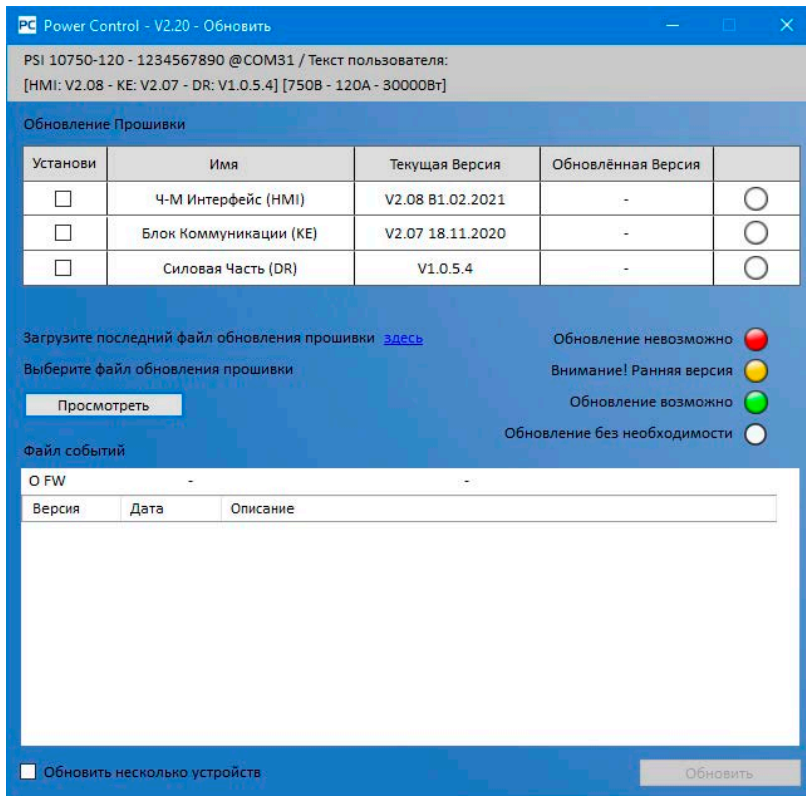 PC Power Control - V2.20 - Обновить
PSI 10750-120 - 1234567890 @COM31 / Текст пользователя:
[HMI: V2.08 - KE: V2.07 - DR: V1.0.5.4] [750В - 120А - 30000Вт]
Обновление Прошивки
Установи Имя Текущая Версия Обновлённая Версия
Ч-М Интерфейс (HMI) V2.08 B1.02.2021 -
Блок Коммуникации (KE) V2.07 18.11.2020 -
Силовая Часть (DR) V1.0.5.4 -
Загрузите последний файл обновления прошивки здесь
Обновление невозможно
Выберите файл обновления прошивки
Внимание! Ранняя версия
Просмотреть
Обновление возможно
Обновление без необходимости
Файл событий
О FW - -
Версия Дата Описание
Обновить несколько устройств
Обновить